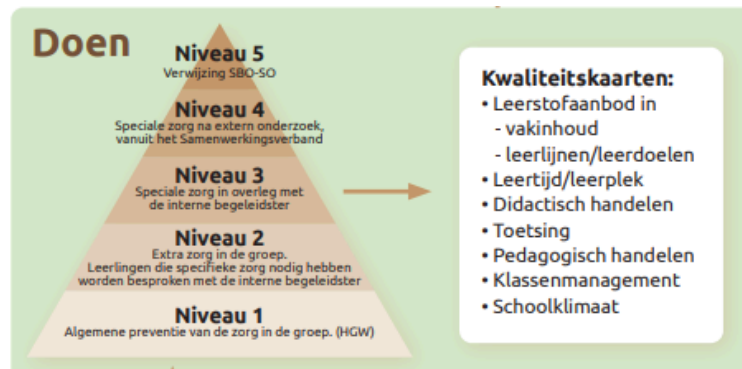 Doen
Niveau 5
Verwijzing SBO-SO
Niveau 4
Speciale zorg na extern onderzoek,
vanuit het Samenwerkingsverband
Niveau 3
Speciale zorg in overleg met
de interne begeleidster
Niveau 2
Extra zorg in de groep.
Leerlingen die specifieke zorg nodig hebben
worden besproken met de interne begeleidster
Niveau 1
Algemene preventie van de zorg in de groep. (HGW)
Kwaliteitskaarten:
• Leerstofaanbod in
- vakinhoud
- leerlijnen/leerdoelen
• Leertijd/leerplek
• Didactisch handelen
• Toetsing
• Pedagogisch handelen
• Klassenmanagement
• Schoolklimaat